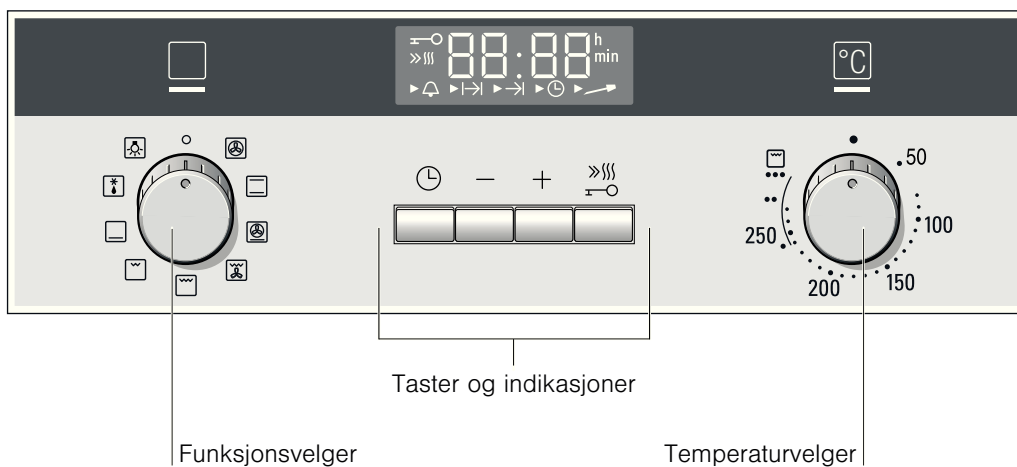 88:88 h
min
°C
50
100
150
200
250
Taster og indikasjoner
Funksjonsvelger
Temperaturvelger